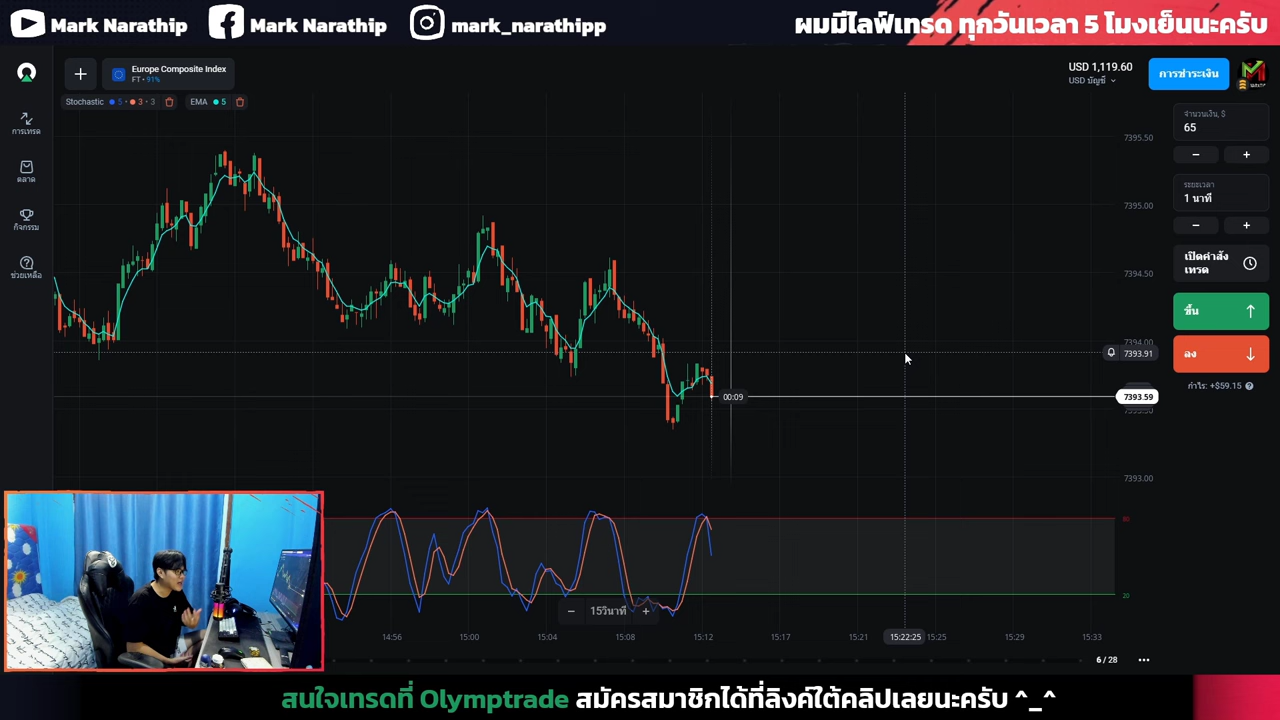 Mark Narathip
Mark Narathip
mark_narathipp
ผมมีไลฟ์เทรด ทุกวันเวลา 5 โมงเย็นนะครับ
Europe Composite Index
FT • 91%
USD 1,119.60
USD บัญชี
การชำระเงิน
Stochastic 5 • 3 • 3
EMA 5
การเทรด
ตลาด
กิจกรรม
ช่วยเหลือ
จำนวนเงิน, $
65
− +
ระยะเวลา
1 นาที
− +
เปิดคำสั่ง
เทรด
ขึ้น
ลง
กำไร: +$59.15
7395.50
7395.00
7394.50
7394.00
7393.91
7393.59
7393.00
00:09
80
20
− 15วินาที +
14:56
15:00
15:04
15:08
15:12
15:17
15:21
15:22:25
15:25
15:29
15:33
6 / 28
สนใจเทรดที่ Olymptrade สมัครสมาชิกได้ที่ลิงค์ใต้คลิปเลยนะครับ ^_^